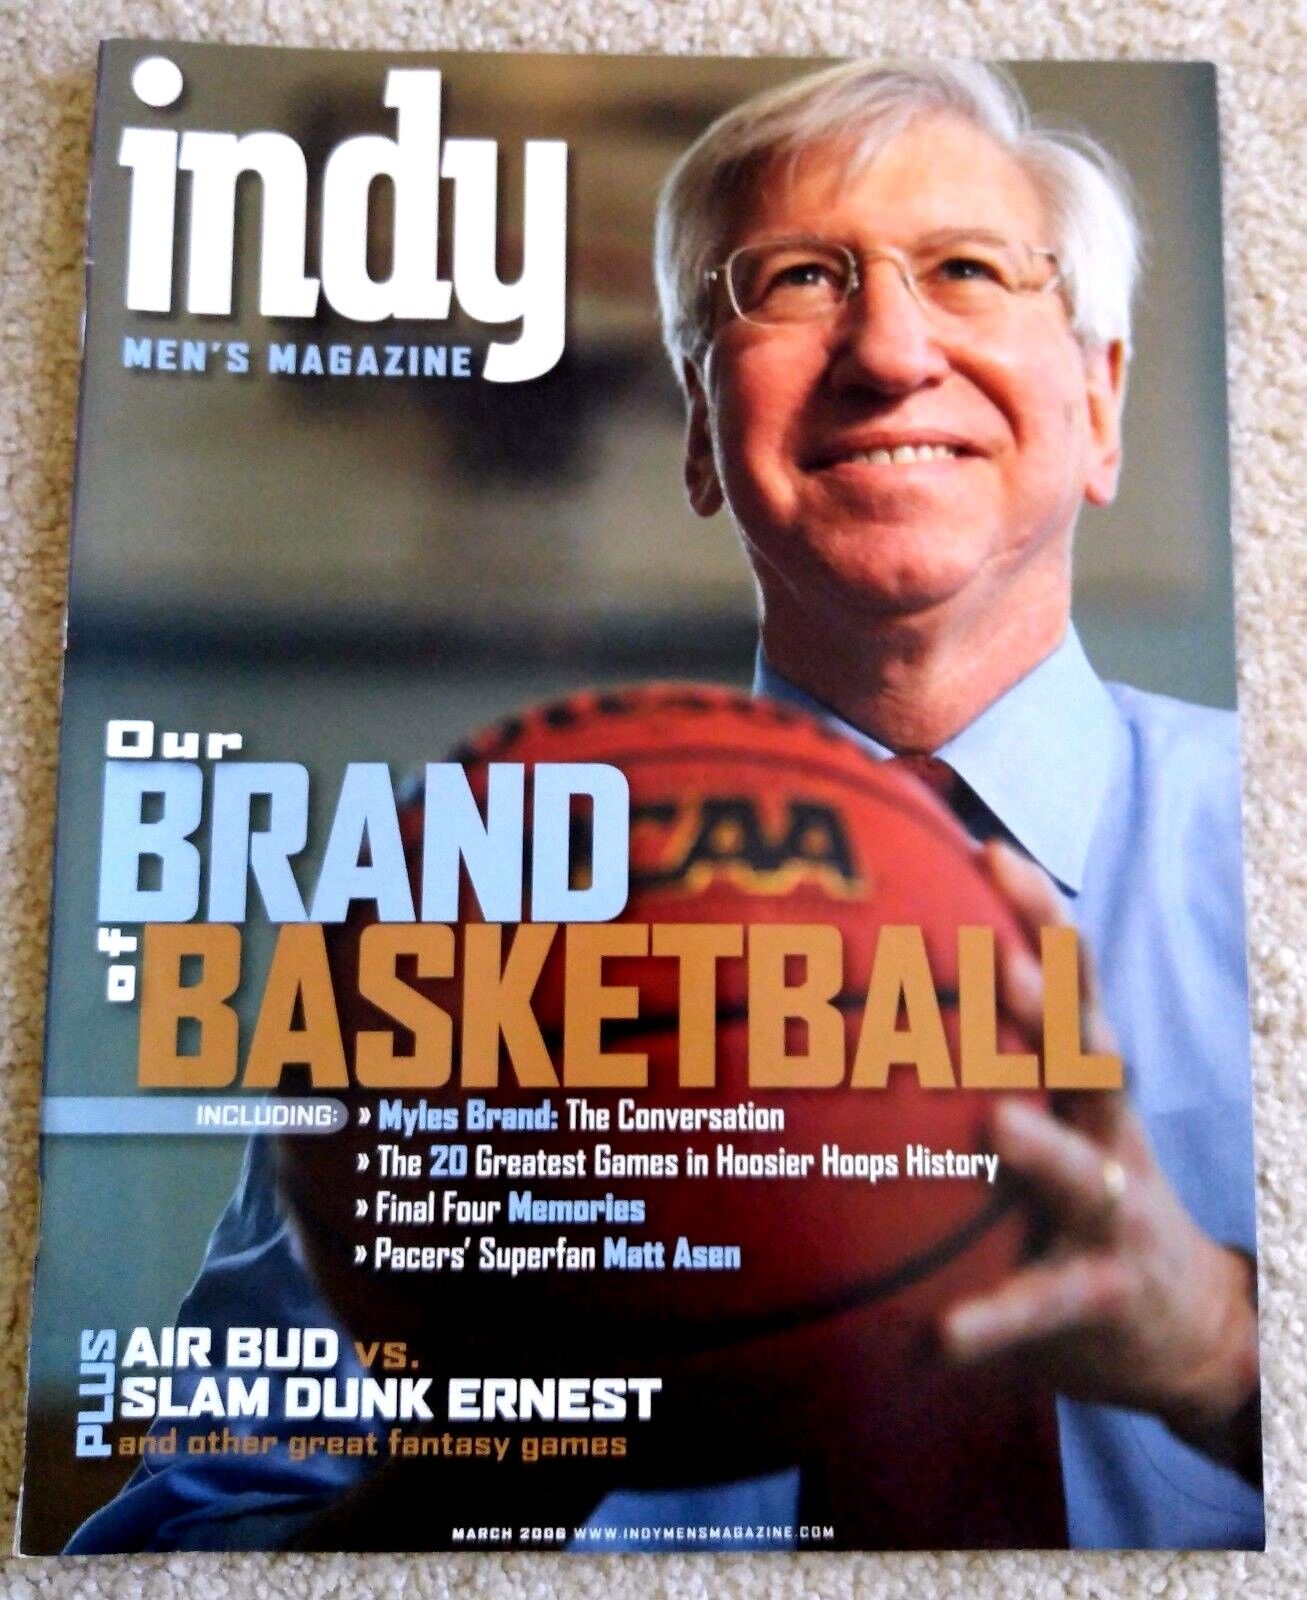 indy
MEN'S MAGAZINE
Our
BRAND
of
BASKETBALL
INCLUDING: » Myles Brand: The Conversation
» The 20 Greatest Games in Hoosier Hoops History
» Final Four Memories
» Pacers' Superfan Matt Asen
PLUS
AIR BUD vs.
SLAM DUNK ERNEST
and other great fantasy games
MARCH 2006 WWW.INDYMENSMAGAZINE.COM